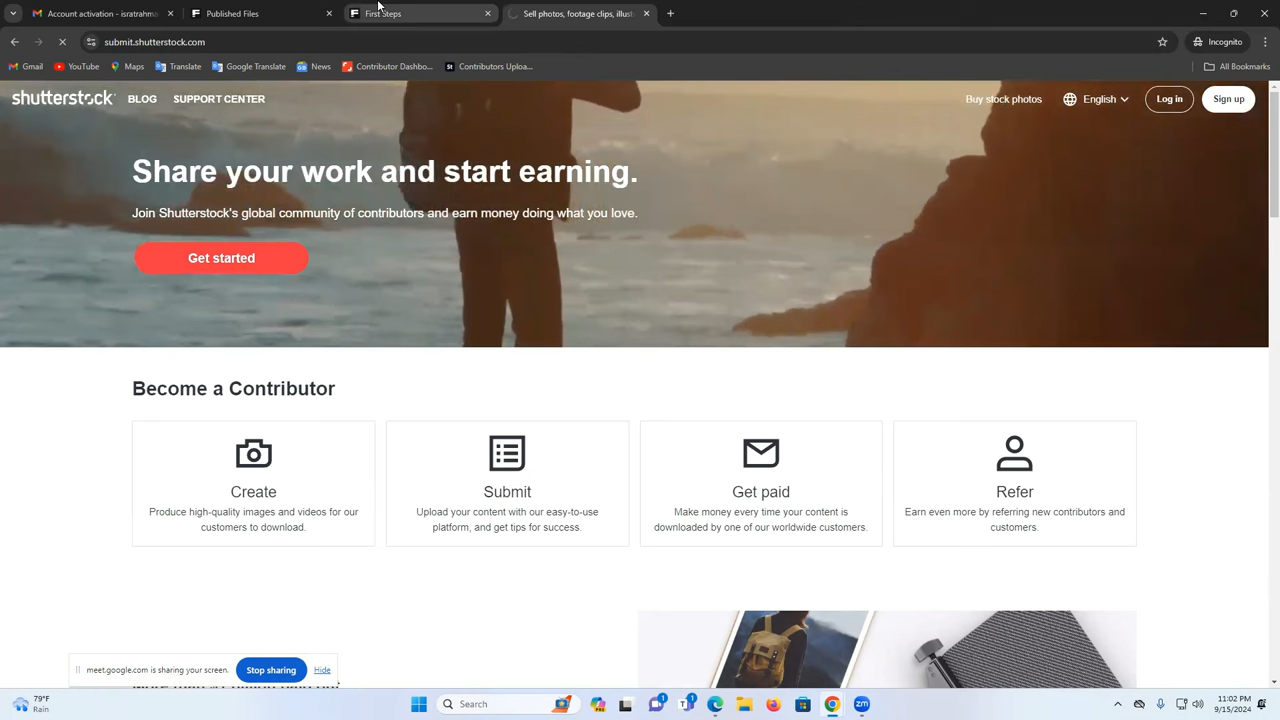 Account activation - isratrahma
Published Files
First Steps
Sell photos, footage clips, illust
submit.shutterstock.com
Incognito
Gmail
YouTube
Maps
Translate
Google Translate
News
Contributor Dashbo...
Contributors Uploa...
All Bookmarks
shutterstock
BLOG
SUPPORT CENTER
Buy stock photos
English
Log in
Sign up
Share your work and start earning.
Join Shutterstock's global community of contributors and earn money doing what you love.
Get started
Become a Contributor
Create
Produce high-quality images and videos for our
customers to download.
Submit
Upload your content with our easy-to-use
platform, and get tips for success.
Get paid
Make money every time your content is
downloaded by one of our worldwide customers.
Refer
Earn even more by referring new contributors and
customers.
meet.google.com is sharing your screen.
Stop sharing
Hide
79°F
Rain
Search
11:02 PM
9/15/2024